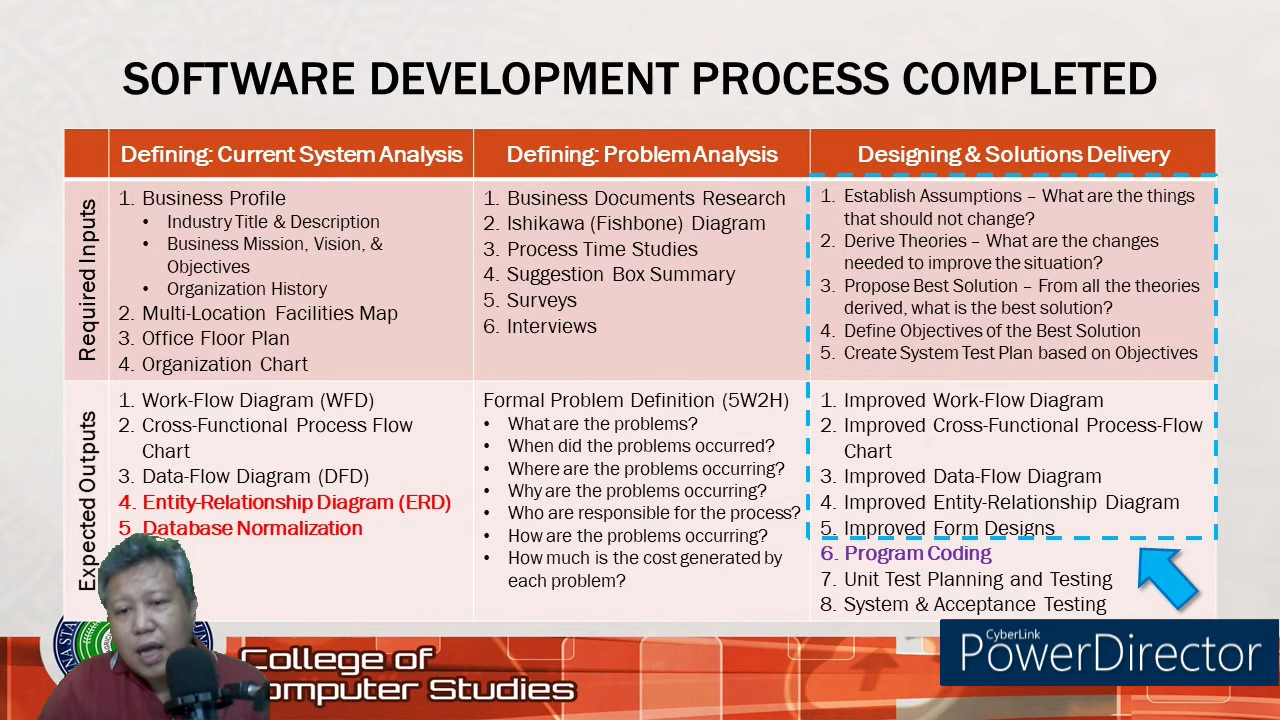 SOFTWARE DEVELOPMENT PROCESS COMPLETED
Defining: Current System Analysis
Defining: Problem Analysis
Designing & Solutions Delivery
Required Inputs
1. Business Profile
• Industry Title & Description
• Business Mission, Vision, &
Objectives
• Organization History
2. Multi-Location Facilities Map
3. Office Floor Plan
4. Organization Chart
1. Business Documents Research
2. Ishikawa (Fishbone) Diagram
3. Process Time Studies
4. Suggestion Box Summary
5. Surveys
6. Interviews
1. Establish Assumptions – What are the things
that should not change?
2. Derive Theories – What are the changes
needed to improve the situation?
3. Propose Best Solution – From all the theories
derived, what is the best solution?
4. Define Objectives of the Best Solution
5. Create System Test Plan based on Objectives
Expected Outputs
1. Work-Flow Diagram (WFD)
2. Cross-Functional Process Flow
Chart
3. Data-Flow Diagram (DFD)
4. Entity-Relationship Diagram (ERD)
5. Database Normalization
Formal Problem Definition (5W2H)
• What are the problems?
• When did the problems occurred?
• Where are the problems occurring?
• Why are the problems occurring?
• Who are responsible for the process?
• How are the problems occurring?
• How much is the cost generated by
each problem?
1. Improved Work-Flow Diagram
2. Improved Cross-Functional Process-Flow
Chart
3. Improved Data-Flow Diagram
4. Improved Entity-Relationship Diagram
5. Improved Form Designs
6. Program Coding
7. Unit Test Planning and Testing
8. System & Acceptance Testing
College of
omputer Studies
CyberLink
PowerDirector